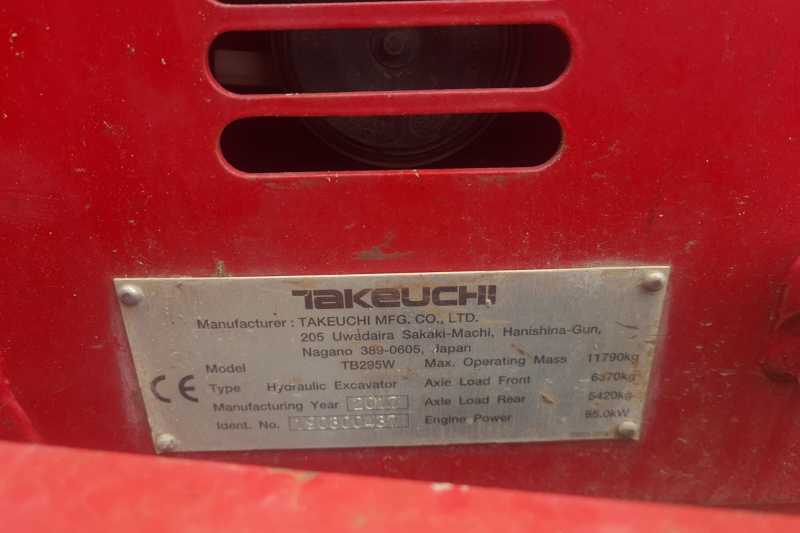 TAKEUCHI
Manufacturer : TAKEUCHI MFG. CO., LTD.
205 Uwadaira Sakaki-Machi, Hanishina-Gun,
Nagano 389-0605, Japan
CE
Model TB295W Max. Operating Mass 11790kg
Type Hydraulic Excavator Axle Load Front 6370kg
Manufacturing Year 2017 Axle Load Rear 5420kg
Ident. No. Engine Power 85.0kW